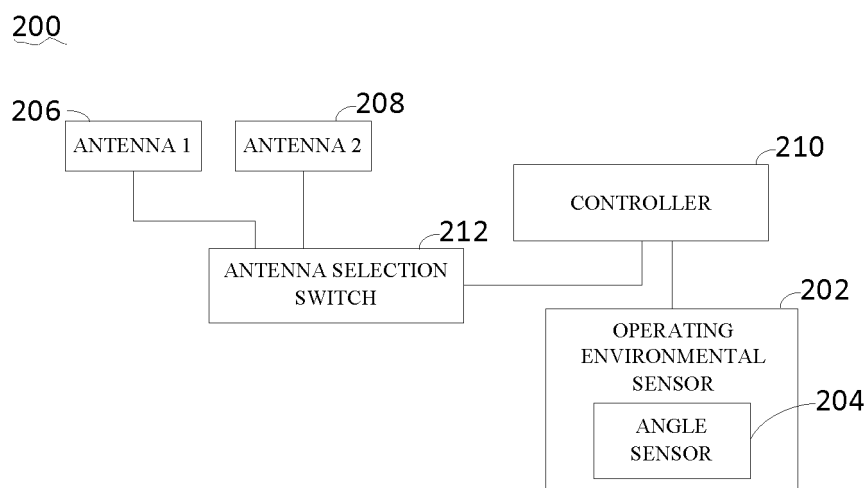 200
206
208
ANTENNA 1
ANTENNA 2
210
CONTROLLER
212
ANTENNA SELECTION
SWITCH
202
OPERATING
ENVIRONMENTAL
SENSOR
204
ANGLE
SENSOR